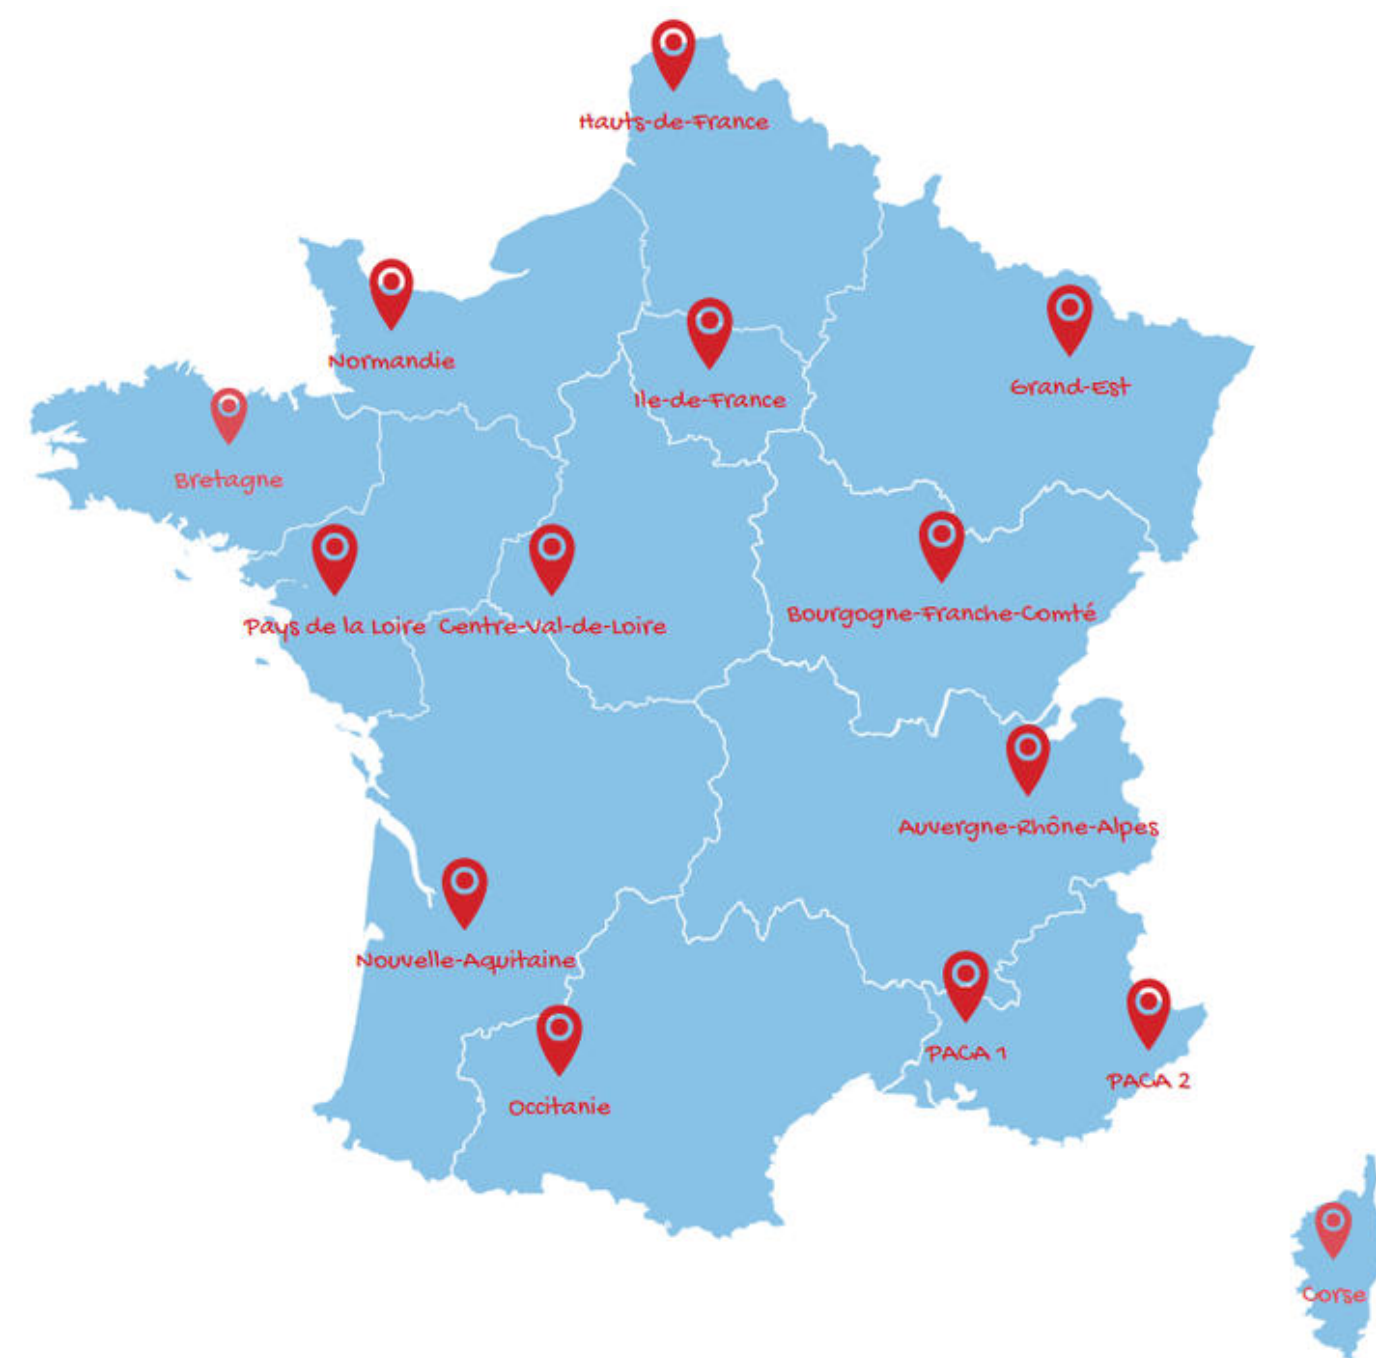 Hauts-de-France
Normandie
Ile-de-France
Grand-Est
Bretagne
Pays de la Loire
Centre-Val-de-Loire
Bourgogne-Franche-Comté
Auvergne-Rhône-Alpes
Nouvelle-Aquitaine
PACA 1
PACA 2
Occitanie
Corse